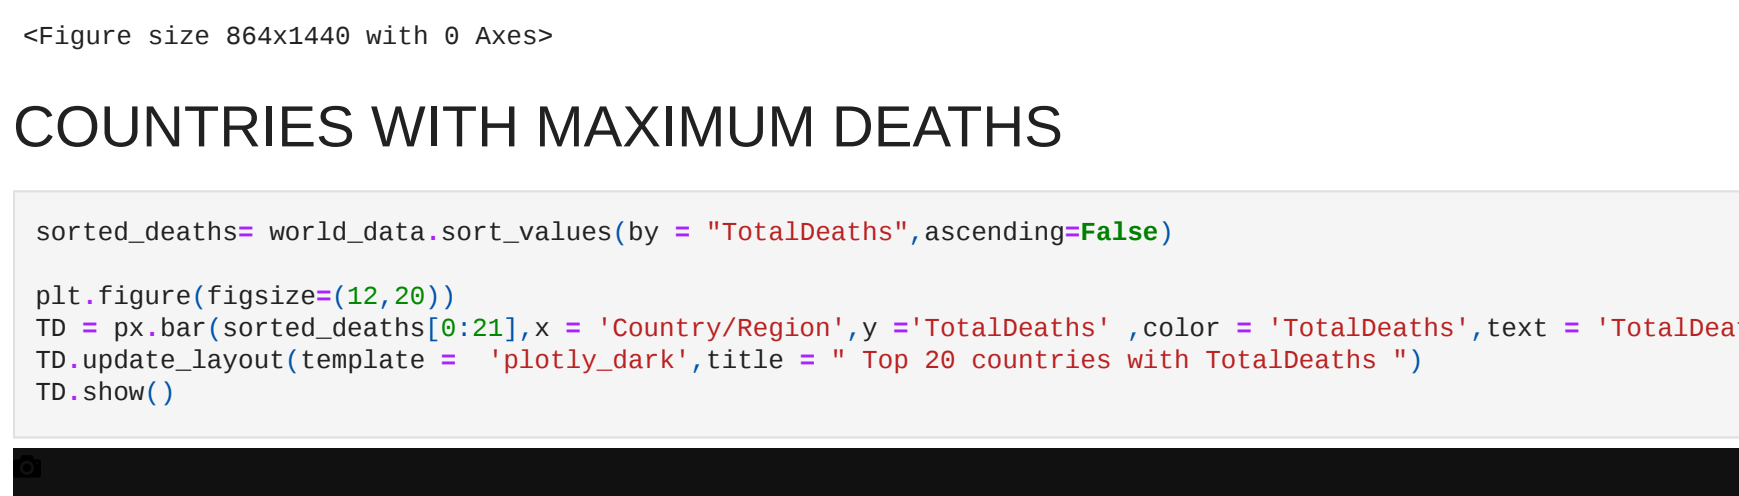 <Figure size 864x1440 with 0 Axes>
COUNTRIES WITH MAXIMUM DEATHS
sorted_deaths= world_data.sort_values(by = "TotalDeaths",ascending=False)
plt.figure(figsize=(12,20))
TD = px.bar(sorted_deaths[0:21],x = 'Country/Region',y ='TotalDeaths' ,color = 'TotalDeaths',text = 'TotalDea
TD.update_layout(template =  'plotly_dark',title = " Top 20 countries with TotalDeaths ")
TD.show()